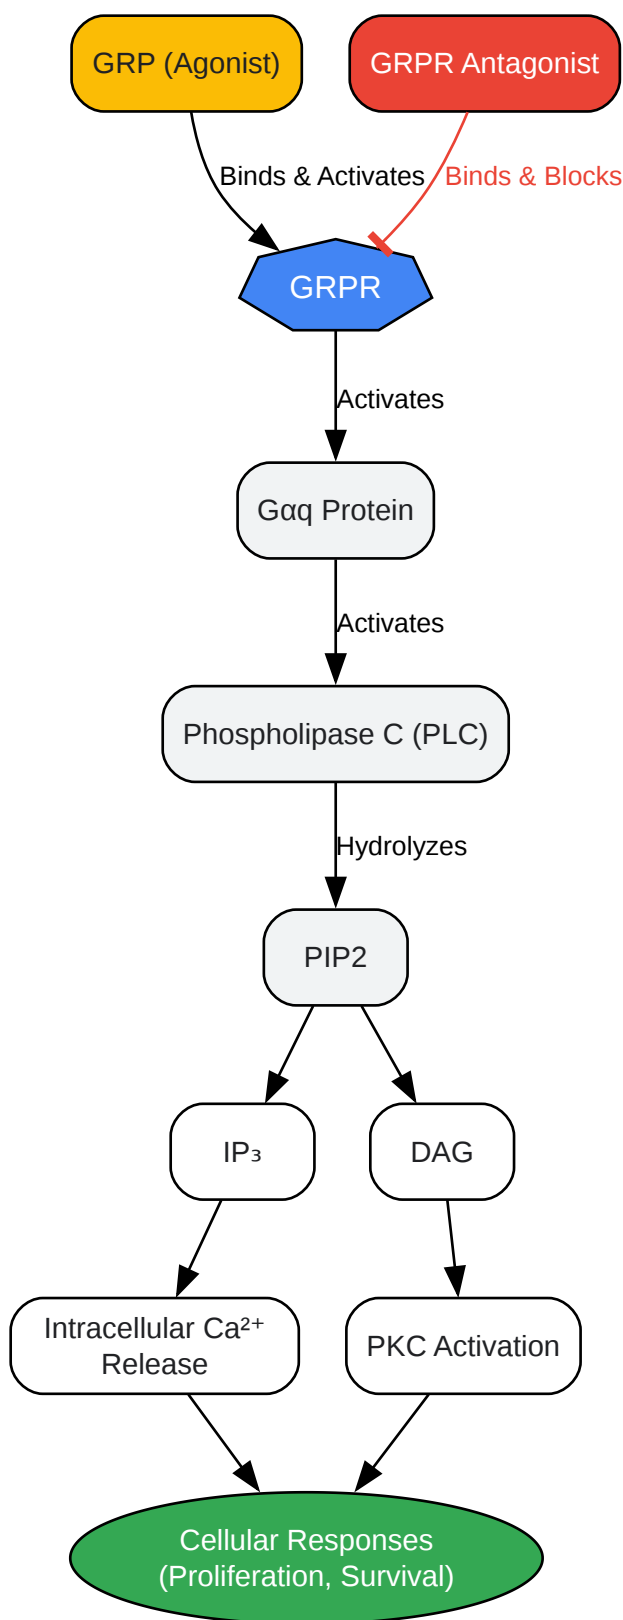 GRP (Agonist)
GRPR Antagonist
Binds & Activates
Binds & Blocks
GRPR
Activates
Gαq Protein
Activates
Phospholipase C (PLC)
Hydrolyzes
PIP2
IP₃
DAG
Intracellular Ca²⁺
Release
PKC Activation
Cellular Responses
(Proliferation, Survival)